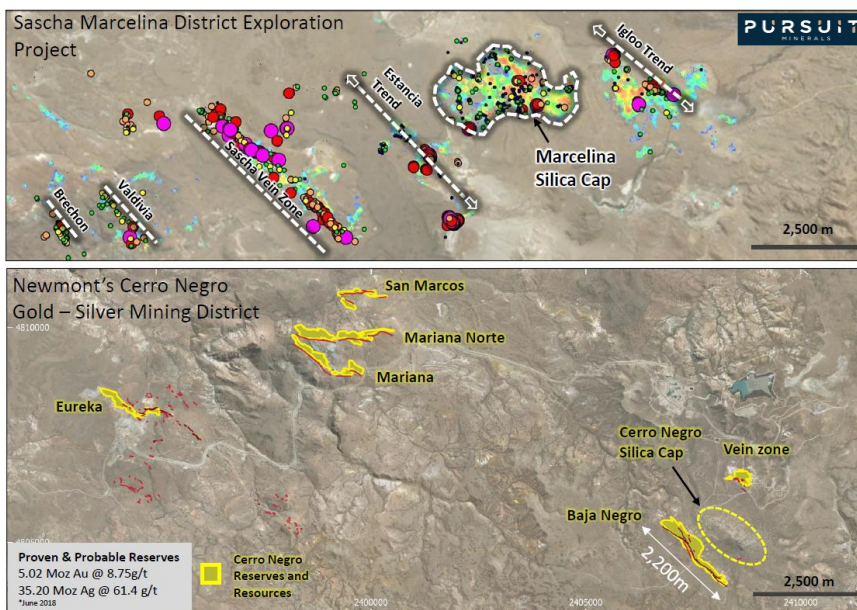 Sascha Marcelina District Exploration
Project
PURSUIT
MINERALS
Igloo Trend
Estancia
Trend
Marcelina
Silica Cap
Sascha Vein Zone
Valdivia
Brechon
2,500 m
Newmont's Cerro Negro
Gold – Silver Mining District
San Marcos
4810000
Mariana Norte
Mariana
Eureka
Cerro Negro
Silica Cap
Vein zone
Baja Negro
2,200m
4805000
Proven & Probable Reserves
5.02 Moz Au @ 8.75g/t
35.20 Moz Ag @ 61.4 g/t
*June 2018
Cerro Negro
Reserves and
Resources
2,500 m
2400000
2405000
2410000